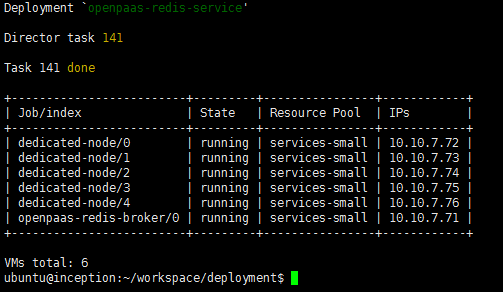 Deployment `openpaas-redis-service'
Director task 141
Task 141 done
+------------------------+---------+----------------+------------+
| Job/index              | State   | Resource Pool  | IPs        |
+------------------------+---------+----------------+------------+
| dedicated-node/0       | running | services-small | 10.10.7.72 |
| dedicated-node/1       | running | services-small | 10.10.7.73 |
| dedicated-node/2       | running | services-small | 10.10.7.74 |
| dedicated-node/3       | running | services-small | 10.10.7.75 |
| dedicated-node/4       | running | services-small | 10.10.7.76 |
| openpaas-redis-broker/0 | running | services-small | 10.10.7.71 |
+------------------------+---------+----------------+------------+
VMs total: 6
ubuntu@inception:~/workspace/deployment$